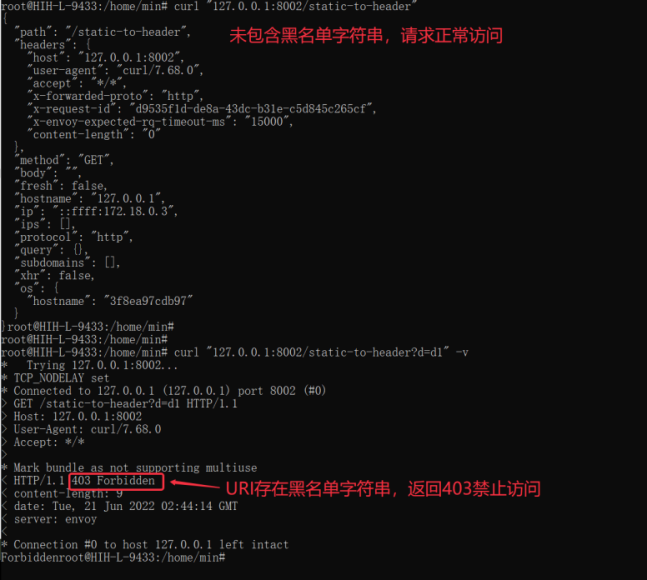 root@HIH-L-9433:/home/min# curl "127.0.0.1:8002/static-to-header"
{
"path": "/static-to-header",
未包含黑名单字符串，请求正常访问
"headers": {
"host": "127.0.0.1:8002",
"user-agent": "curl/7.68.0",
"accept": "*/*",
"x-forwarded-proto": "http",
"x-request-id": "d9535f1d-de8a-43dc-b31e-c5d845c265cf",
"x-envoy-expected-rq-timeout-ms": "15000",
"content-length": "0"
},
"method": "GET",
"body": "",
"fresh": false,
"hostname": "127.0.0.1",
"ip": "::ffff:172.18.0.3",
"ips": [],
"protocol": "http",
"query": {},
"subdomains": [],
"xhr": false,
"os": {
"hostname": "3f8ea97cdb97"
}
}root@HIH-L-9433:/home/min#
root@HIH-L-9433:/home/min#
root@HIH-L-9433:/home/min# curl "127.0.0.1:8002/static-to-header?d=d1" -v
* Trying 127.0.0.1:8002...
* TCP_NODELAY set
* Connected to 127.0.0.1 (127.0.0.1) port 8002 (#0)
> GET /static-to-header?d=d1 HTTP/1.1
> Host: 127.0.0.1:8002
> User-Agent: curl/7.68.0
> Accept: */*
>
* Mark bundle as not supporting multiuse
< HTTP/1.1 403 Forbidden
URI存在黑名单字符串，返回403禁止访问
< content-length: 9
< date: Tue, 21 Jun 2022 02:44:14 GMT
< server: envoy
<
* Connection #0 to host 127.0.0.1 left intact
Forbiddenroot@HIH-L-9433:/home/min#